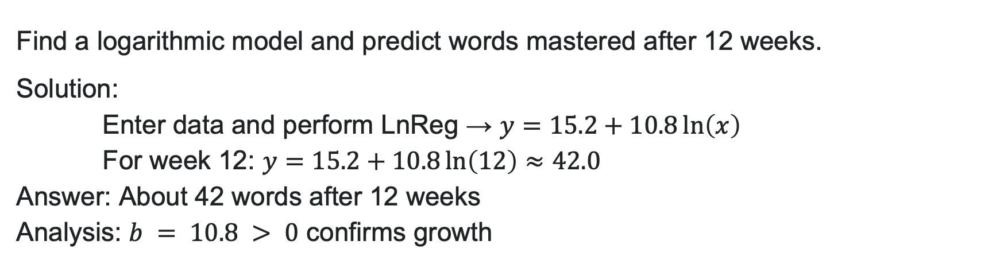 Find a logarithmic model and predict words mastered after 12 weeks.
Solution:
Enter data and perform LnReg → y = 15.2 + 10.8 ln(x)
For week 12: y = 15.2 + 10.8 ln(12) ≈ 42.0
Answer: About 42 words after 12 weeks
Analysis: b = 10.8 > 0 confirms growth